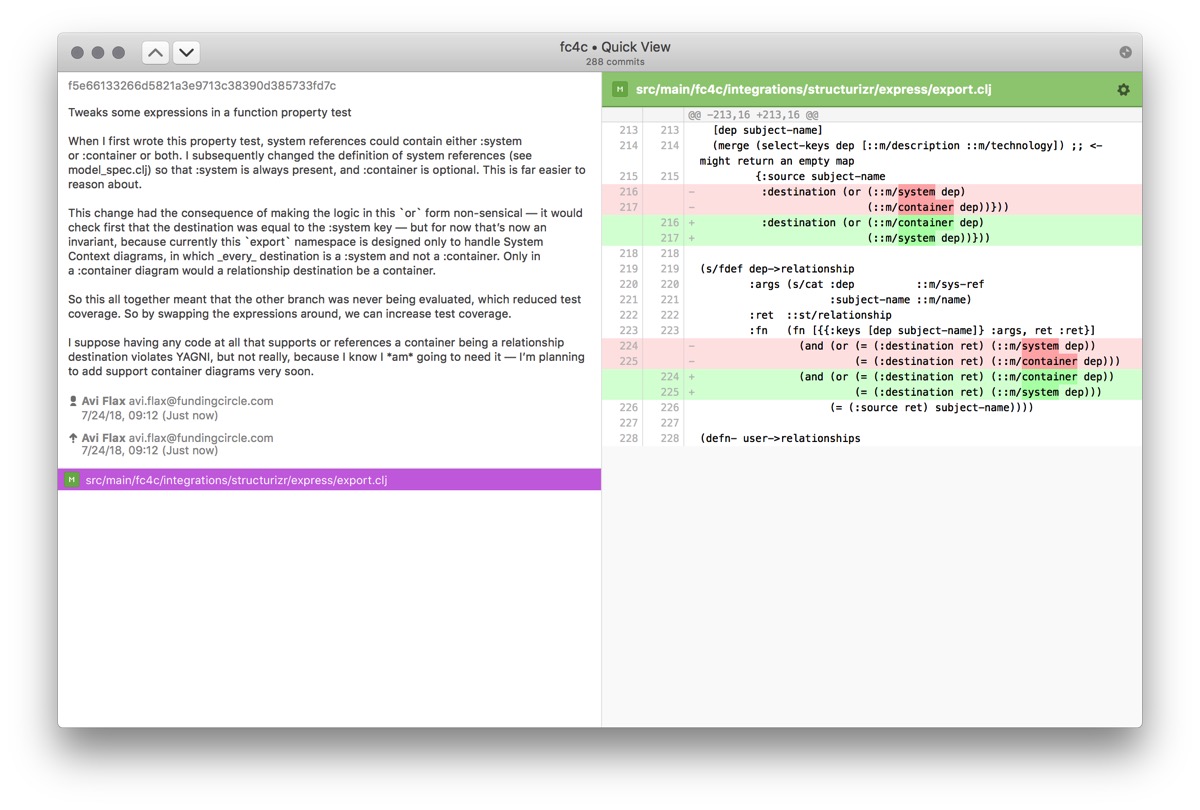 fc4c • Quick View
288 commits
f5e66133266d5821a3e9713c38390d385733fd7c
Tweaks some expressions in a function property test
When I first wrote this property test, system references could contain either :system
or :container or both. I subsequently changed the definition of system references (see
model_spec.clj) so that :system is always present, and :container is optional. This is far easier to
reason about.
This change had the consequence of making the logic in this `or` form non-sensical — it would
check first that the destination was equal to the :system key — but for now that’s now an
invariant, because currently this `export` namespace is designed only to handle System
Context diagrams, in which _every_ destination is a :system and not a :container. Only in
a :container diagram would a relationship destination be a container.
So this all together meant that the other branch was never being evaluated, which reduced test
coverage. So by swapping the expressions around, we can increase test coverage.
I suppose having any code at all that supports or references a container being a relationship
destination violates YAGNI, but not really, because I know I *am* going to need it — I’m planning
to add support container diagrams very soon.
Avi Flax avi.flax@fundingcircle.com
7/24/18, 09:12 (Just now)
Avi Flax avi.flax@fundingcircle.com
7/24/18, 09:12 (Just now)
M src/main/fc4c/integrations/structurizr/express/export.clj
M src/main/fc4c/integrations/structurizr/express/export.clj
@@ -213,16 +213,16 @@
213 213 [dep subject-name]
214 214 (merge (select-keys dep [::m/description ::m/technology]) ;; <-
might return an empty map
215 215 {:source subject-name
216 - :destination (or (::m/system dep)
217 - (::m/container dep))}))
216 + :destination (or (::m/container dep)
217 + (::m/system dep))}))
218 218
219 219 (s/fdef dep->relationship
220 220 :args (s/cat :dep ::m/sys-ref
221 221 :subject-name ::m/name)
222 222 :ret ::st/relationship
223 223 :fn (fn [{{:keys [dep subject-name]} :args, ret :ret}]
224 - (and (or (= (:destination ret) (::m/system dep))
225 - (= (:destination ret) (::m/container dep)))
224 + (and (or (= (:destination ret) (::m/container dep))
225 + (= (:destination ret) (::m/system dep)))
226 226 (= (:source ret) subject-name))))
227 227
228 228 (defn- user->relationships